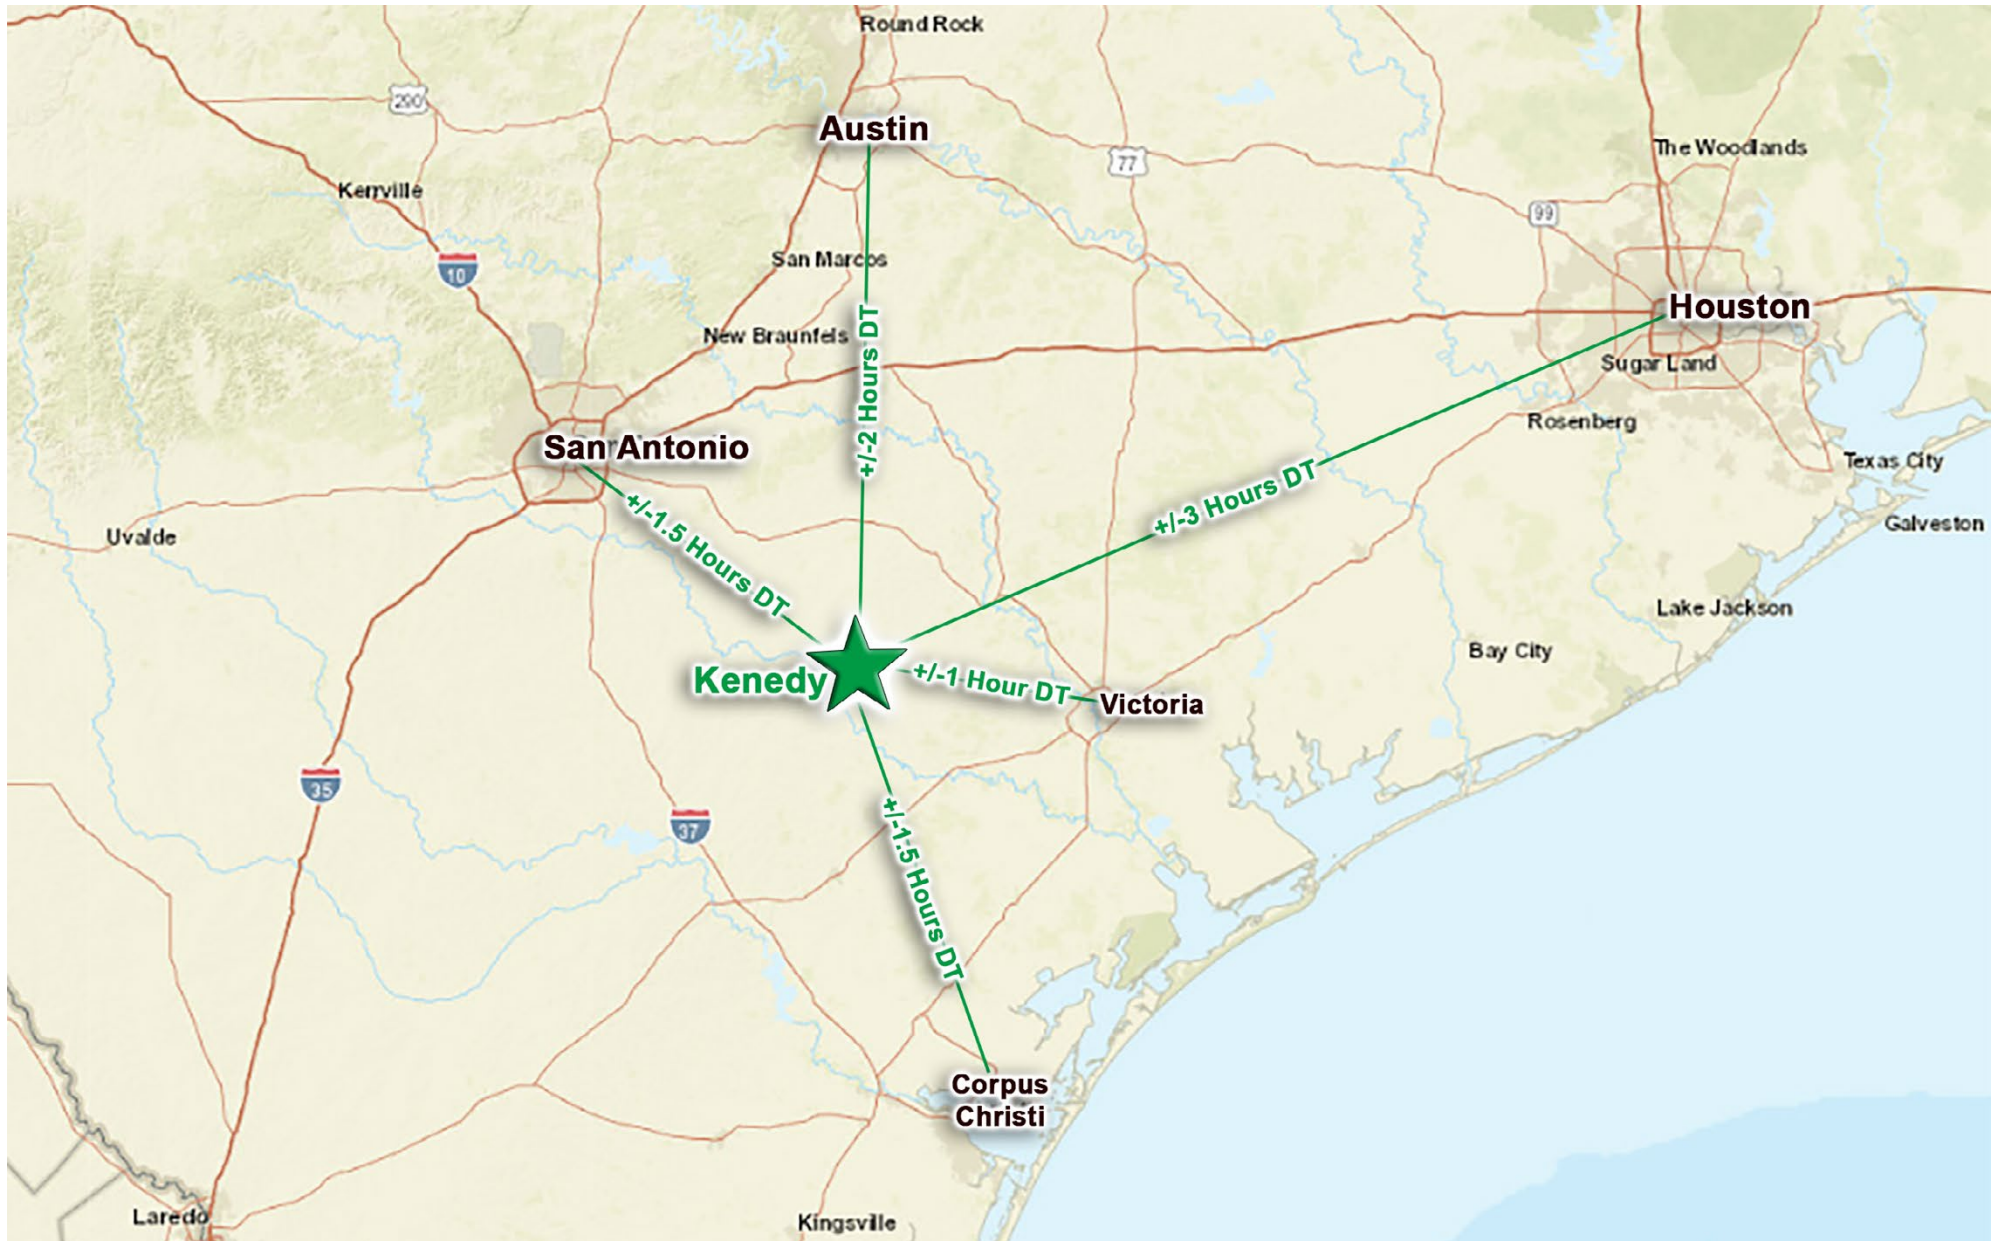 Round Rock
290
Austin
77
The Woodlands
Kerrville
99
San Marcos
10
Houston
New Braunfels
+/-2 Hours DT
Sugar Land
Rosenberg
San Antonio
Texas City
+/-3 Hours DT
Galveston
Uvalde
+/-1.5 Hours DT
Lake Jackson
Bay City
Kenedy
+/-1 Hour DT
Victoria
35
37
+/-1.5 Hours DT
Corpus
Christi
Laredo
Kingsville